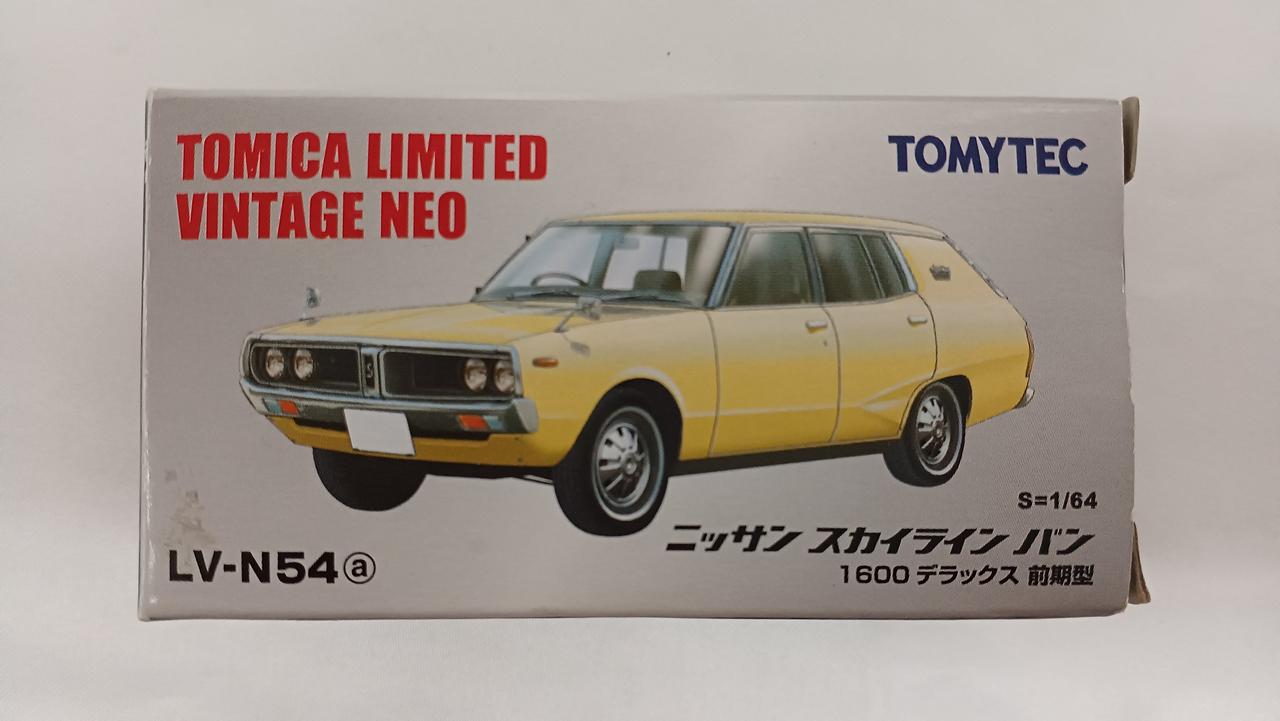 TOMICA LIMITED
VINTAGE NEO
TOMYTEC
S=1/64
ニッサン スカイライン バン
1600 デラックス 前期型
LV-N54ⓐ